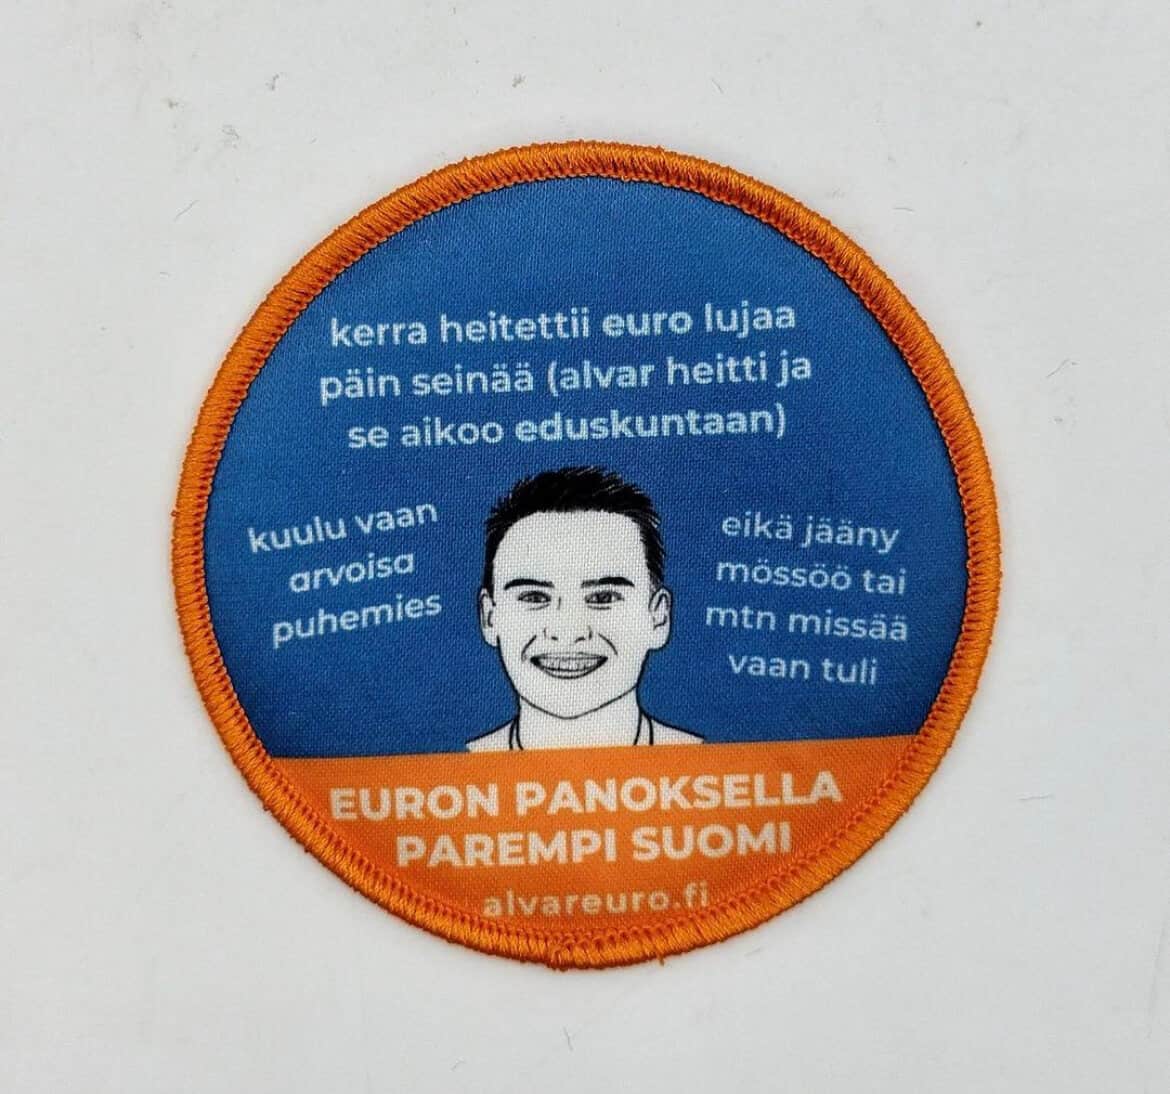 kerra heitettii euro lujaa
päin seinää (alvar heitti ja
se aikoo eduskuntaan)
kuulu vaan
arvoisa
puhemies
eikä jääny
mössöö tai
mtn missää
vaan tuli
EURON PANOKSELLA
PAREMPI SUOMI
alvareuro.fi